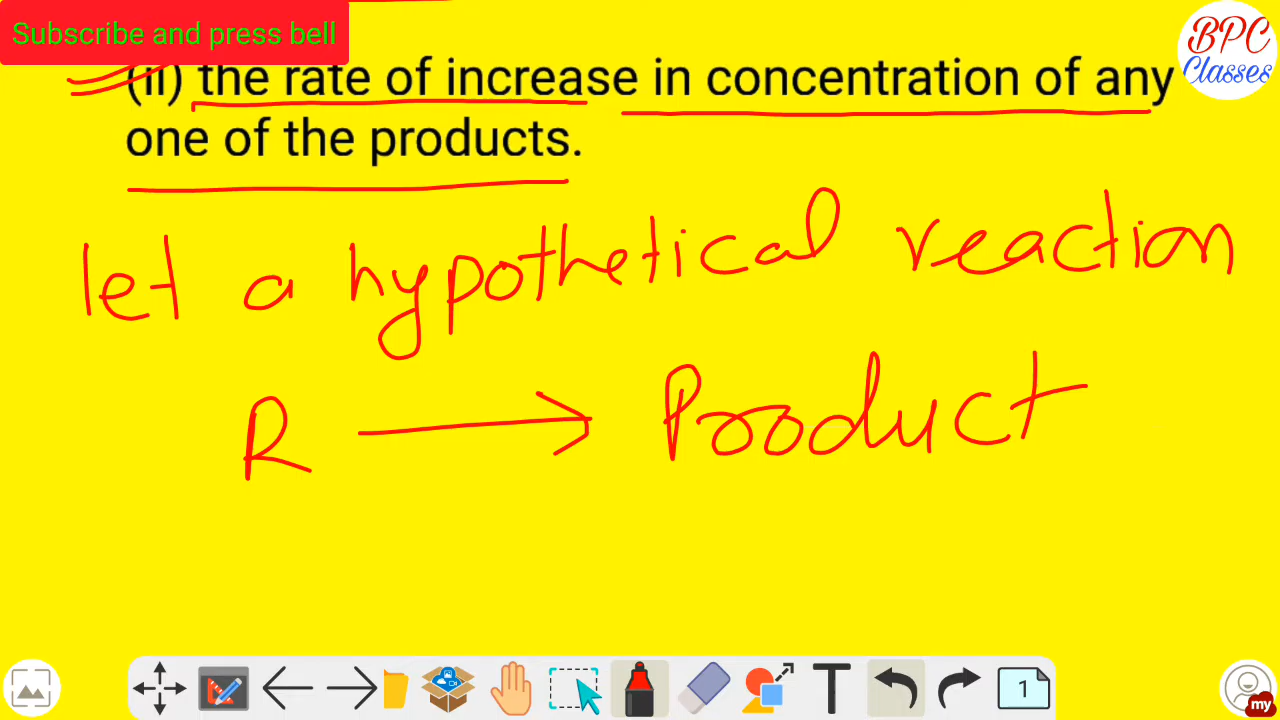 Subscribe and press bell
BPC
Classes
(ii) the rate of increase in concentration of any
one of the products.
let a hypothetical reaction
R → Product
T
1
my